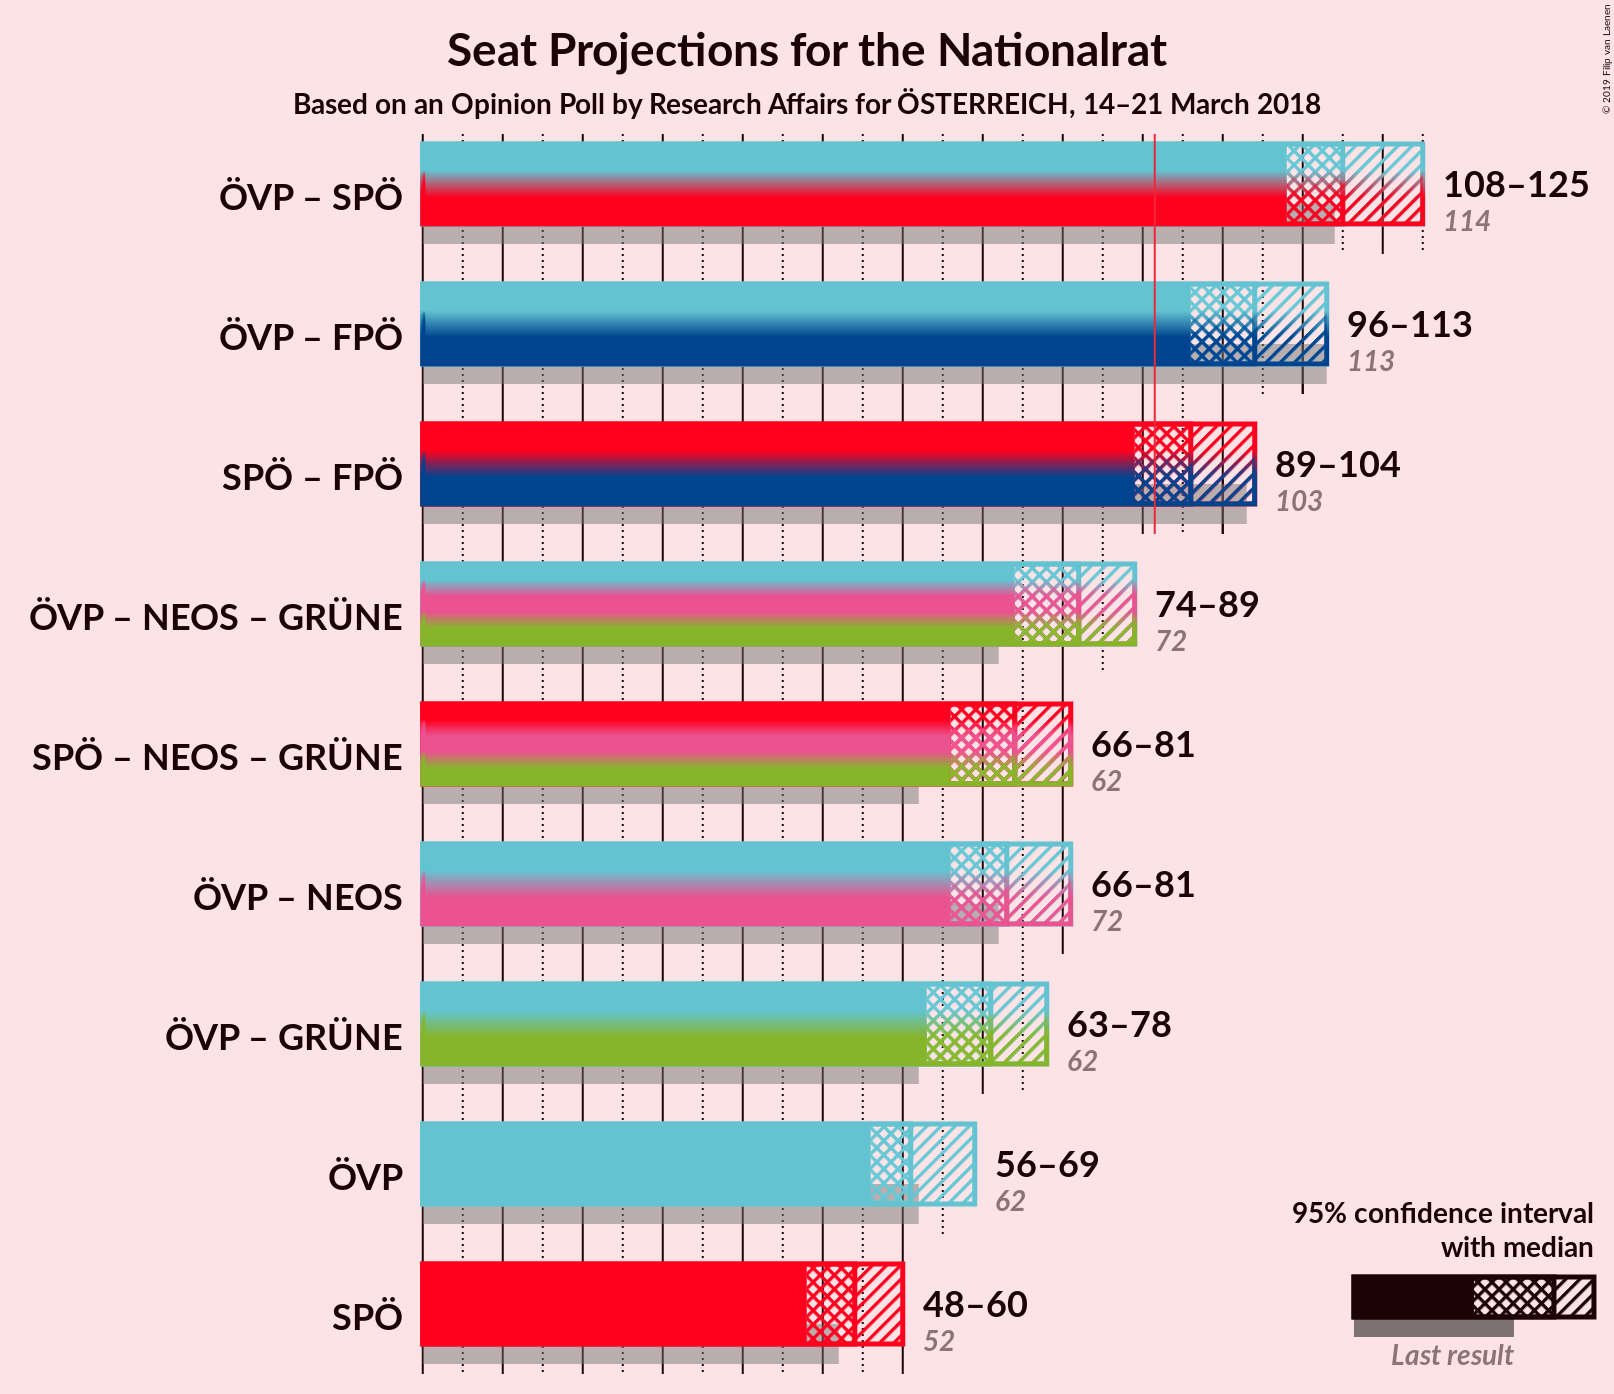 Seat Projections for the Nationalrat
Based on an Opinion Poll by Research Affairs for ÖSTERREICH, 14–21 March 2018
© 2019 Filip van Laenen
ÖVP – SPÖ
108–125
114
ÖVP – FPÖ
96–113
113
SPÖ – FPÖ
89–104
103
ÖVP – NEOS – GRÜNE
74–89
72
SPÖ – NEOS – GRÜNE
66–81
62
ÖVP – NEOS
66–81
72
ÖVP – GRÜNE
63–78
62
ÖVP
56–69
62
SPÖ
48–60
52
95% confidence interval
with median
Last result